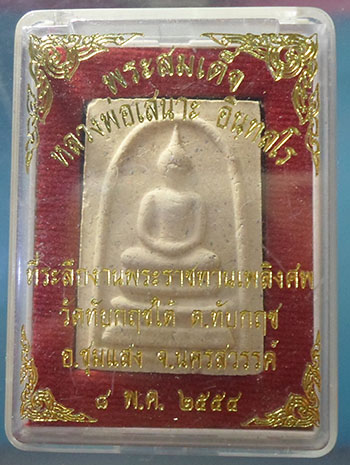 พระสมเด็จ
หลวงพ่อเสนาะ อินฺทสโร
ที่ระลึกงานพระราชทานเพลิงศพ
วัดทับกฤชใต้ ต.ทับกฤช
อ.ชุมแสง จ.นครสวรรค์
๘ พ.ค. ๒๕๕๔